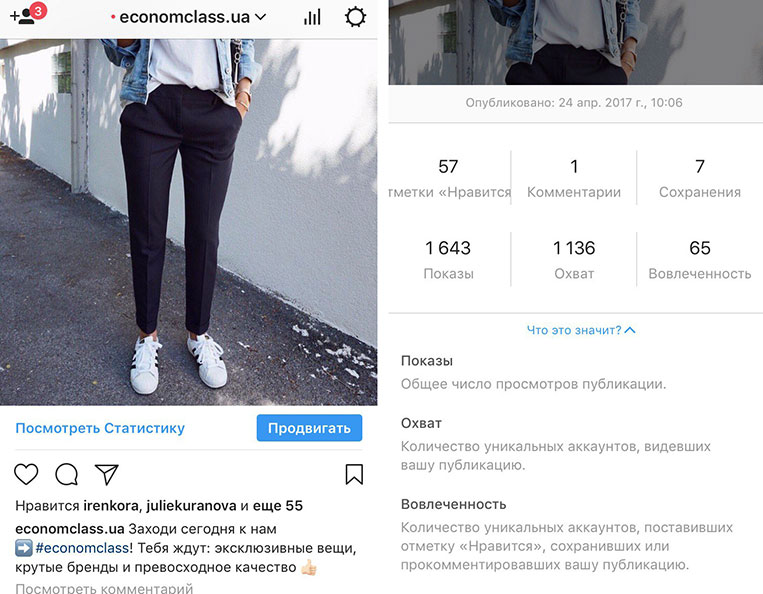 3
economclass.ua
Посмотреть Статистику
Продвигать
Нравится irenkora, juliekuranova и еще 55
economclass.ua Заходи сегодня к нам
➡️#economclass! Тебя ждут: эксклюзивные вещи,
крутые бренды и превосходное качество 👍🏻
Посмотреть комментарий
Опубликовано: 24 апр. 2017 г., 10:06
57 1 7
тметки «Нравится Комментарии Сохранения
1 643 1 136 65
Показы Охват Вовлеченность
Что это значит?
Показы
Общее число просмотров публикации.
Охват
Количество уникальных аккаунтов, видевших
вашу публикацию.
Вовлеченность
Количество уникальных аккаунтов, поставивших
отметку «Нравится», сохранивших или
прокомментировавших вашу публикацию.